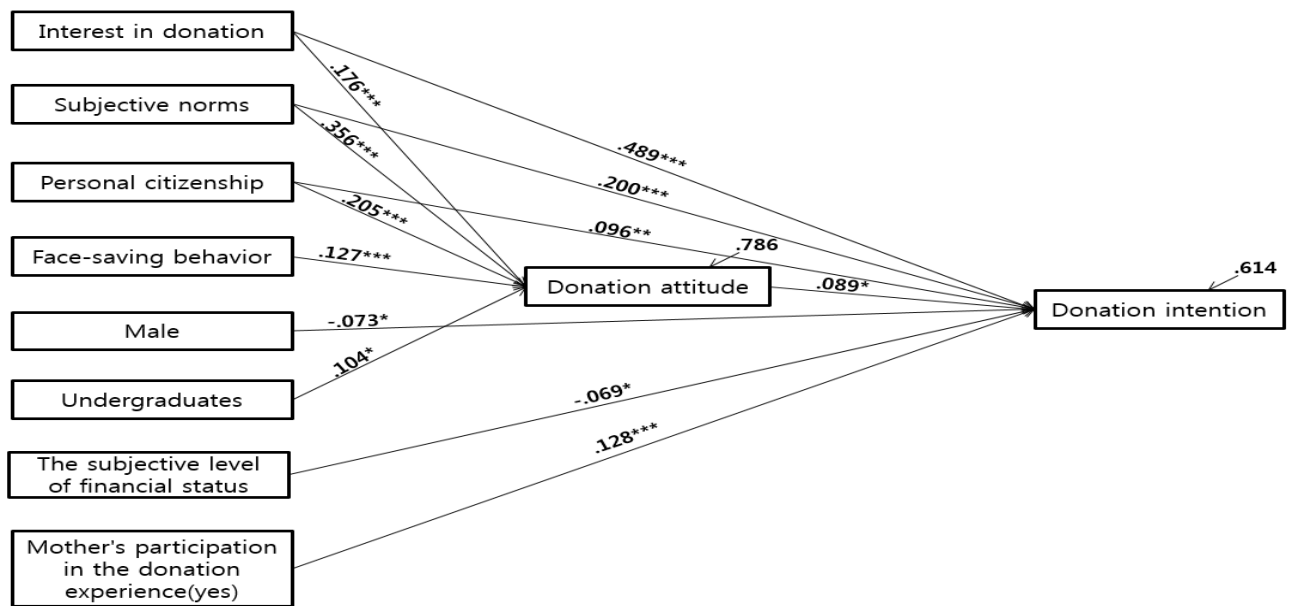 Interest in donation
.176***
Subjective norms
.356***
.489***
Personal citizenship
.205***
.200***
.096**
Face-saving behavior
.127***
.786
Donation attitude
.089*
.614
Donation intention
Male
-.073*
.104*
Undergraduates
-.069*
The subjective level
of financial status
.128***
Mother's participation
in the donation
experience(yes)